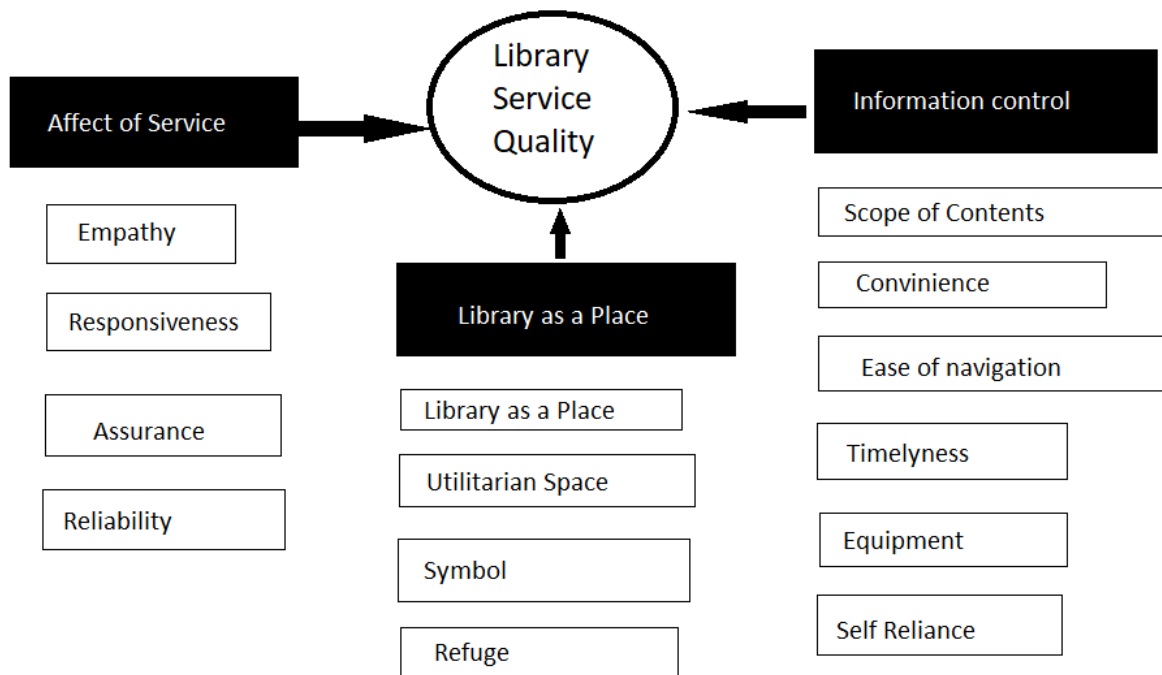 Library
Service
Quality
Affect of Service
Empathy
Responsiveness
Assurance
Reliability
Library as a Place
Library as a Place
Utilitarian Space
Symbol
Refuge
Information control
Scope of Contents
Convinience
Ease of navigation
Timelyness
Equipment
Self Reliance